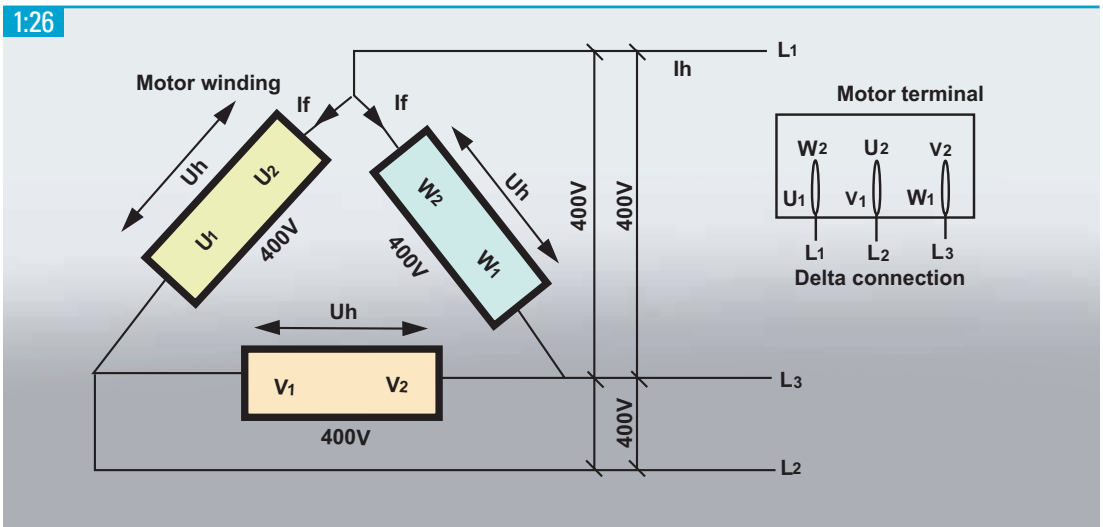 1:26
L1
Ih
Motor winding
If
If
Uh
U2
U1
400V
W2
W1
Uh
400V
400V
400V
Uh
V1
V2
400V
L3
400V
L2
Motor terminal
W2 U2 V2
U1 V1 W1
L1 L2 L3
Delta connection